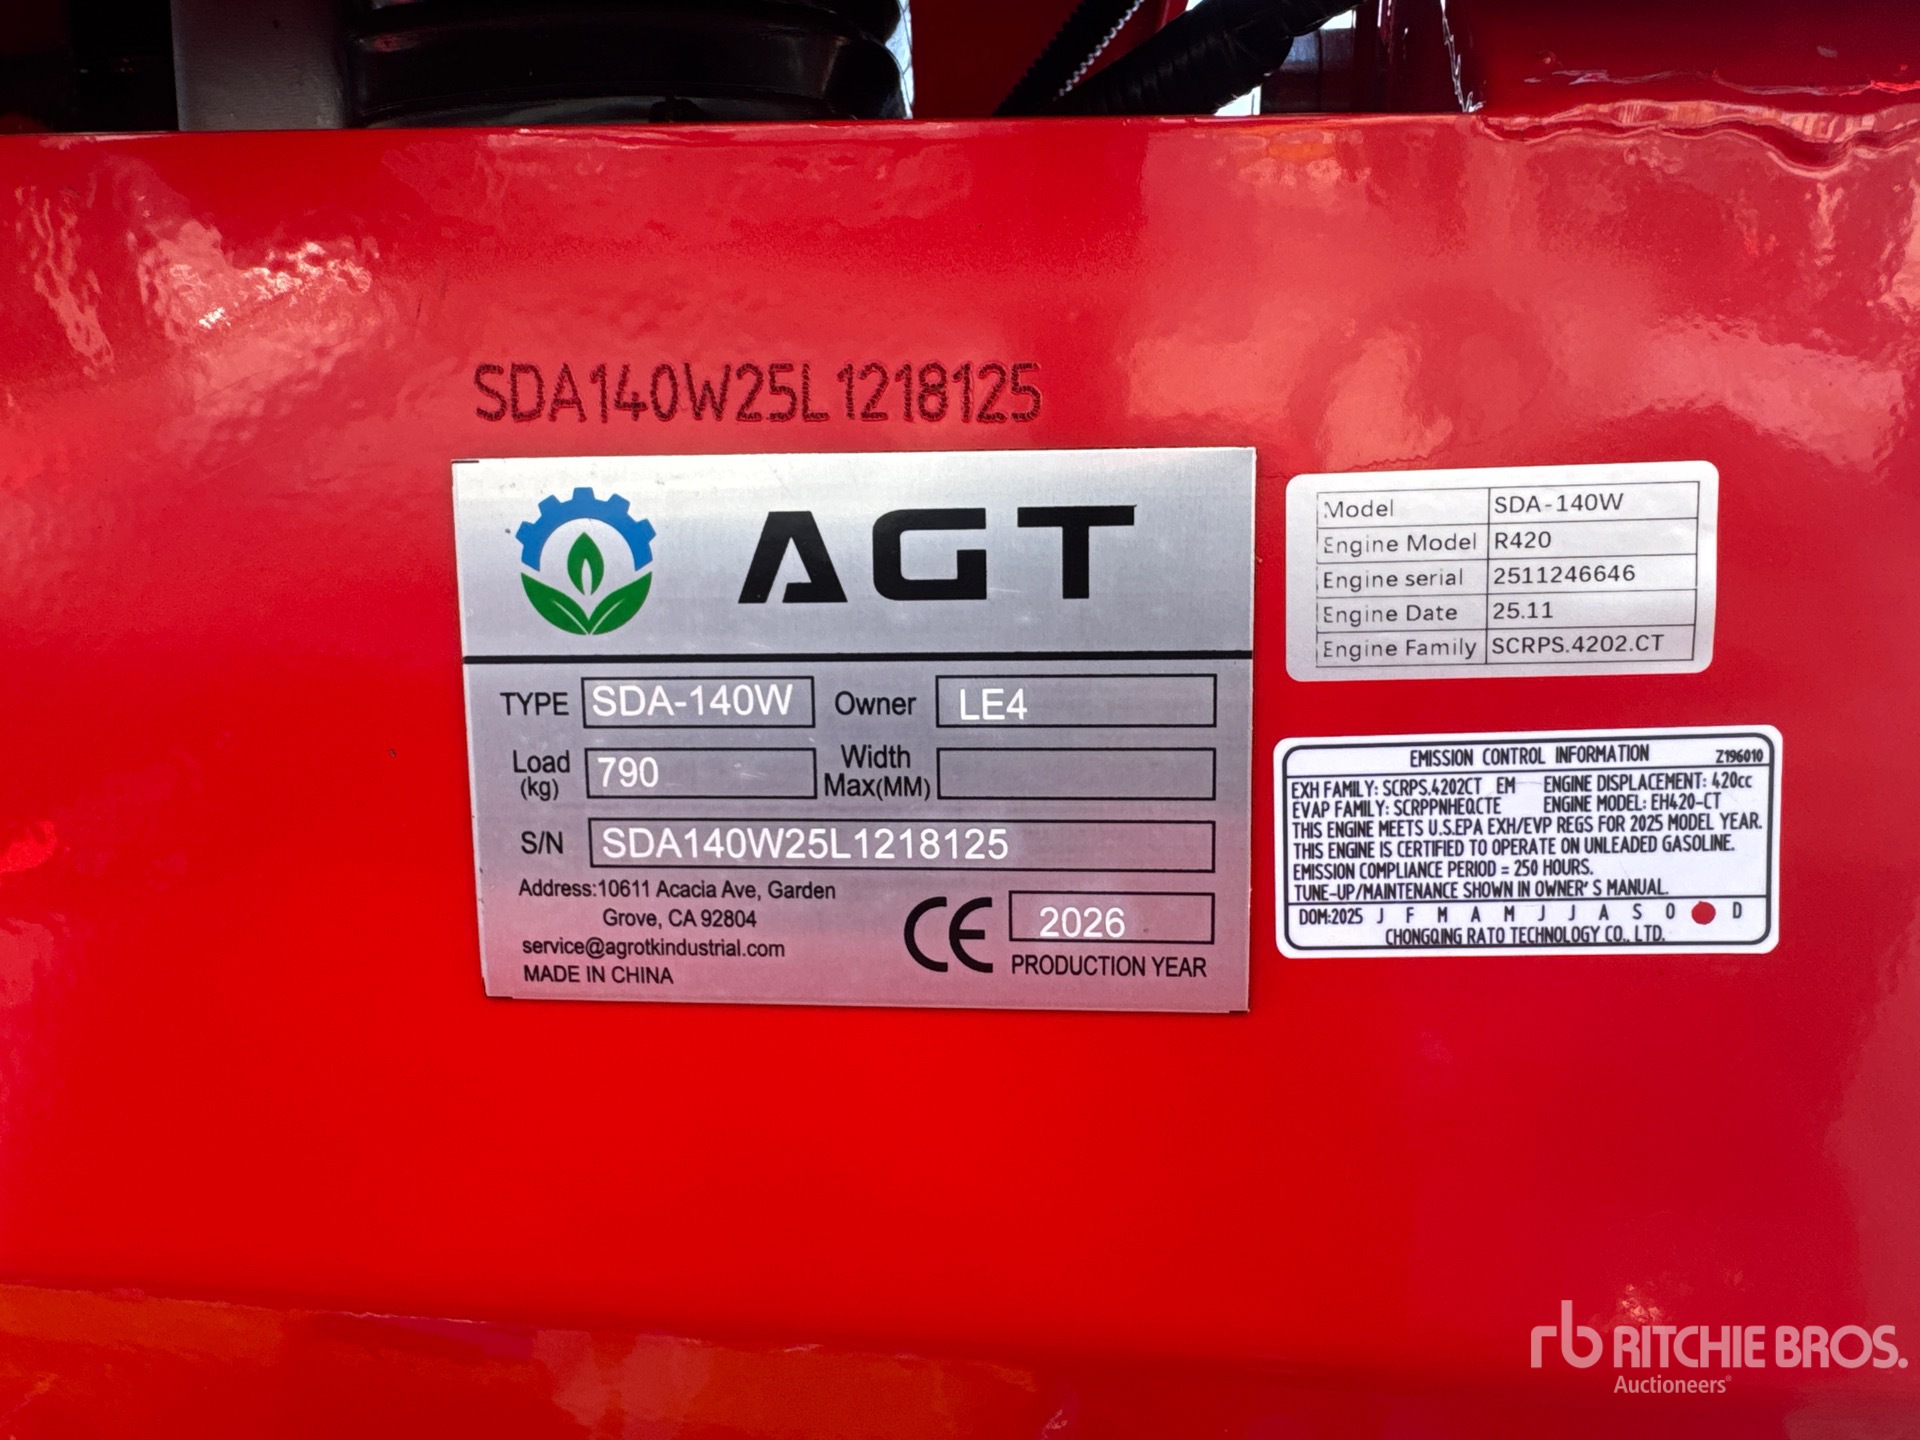 SDA140W25L1218125
AGT
TYPE SDA-140W Owner LE4
Load (kg) 790 Width Max(MM)
S/N SDA140W25L1218125
Address:10611 Acacia Ave, Garden
Grove, CA 92804
service@agrotkindustrial.com
MADE IN CHINA
CE 2026
PRODUCTION YEAR
Model SDA-140W
Engine Model R420
Engine serial 2511246646
Engine Date 25.11
Engine Family SCRPS.4202.CT
EMISSION CONTROL INFORMATION Z196010
EXH FAMILY: SCRPS.4202CT EM ENGINE DISPLACEMENT: 420cc
EVAP FAMILY: SCRPPNHEQCTE ENGINE MODEL: EH420-CT
THIS ENGINE MEETS U.S.EPA EXH/EVP REGS FOR 2025 MODEL YEAR.
THIS ENGINE IS CERTIFIED TO OPERATE ON UNLEADED GASOLINE.
EMISSION COMPLIANCE PERIOD = 250 HOURS.
TUNE-UP/MAINTENANCE SHOWN IN OWNER' S MANUAL.
DOM:2025 J F M A M J J A S O D
CHONGQING RATO TECHNOLOGY CO., LTD.
rb RITCHIE BROS.
Auctioneers